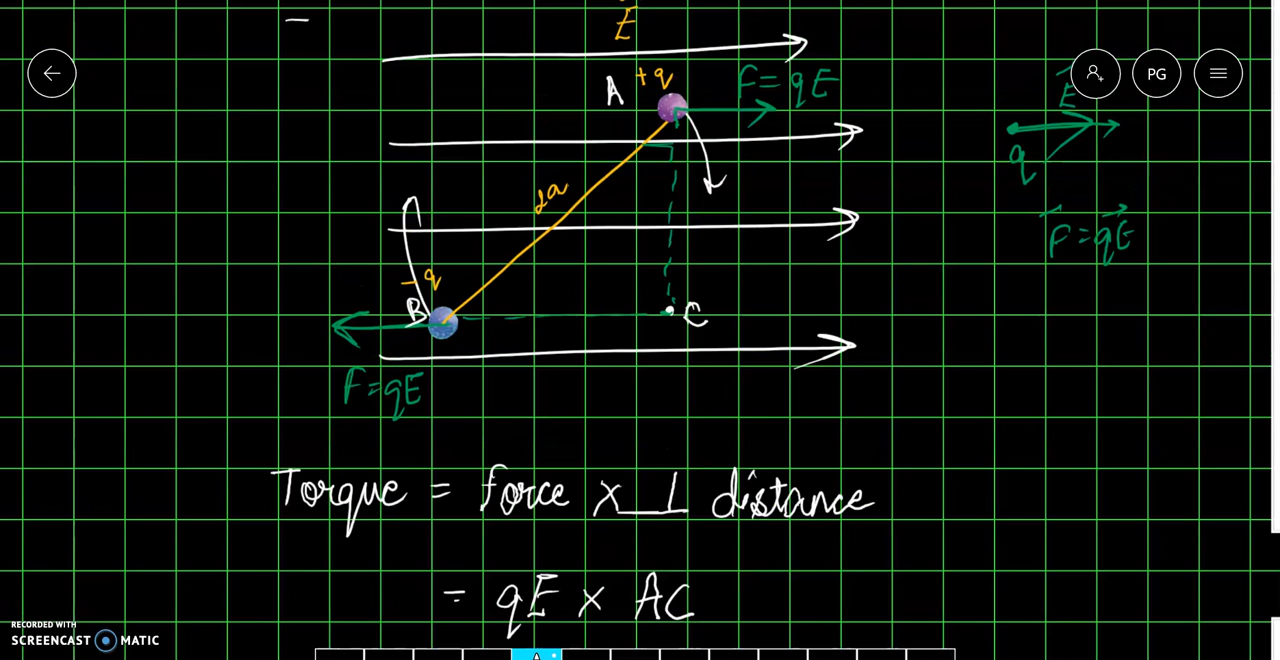 E
A +q F = qE
PG
E
q
2a
F = qE
-q
B
C
F = qE
Torque = force × ⊥ distance
= qE × AC
RECORDED WITH
SCREENCAST MATIC
A